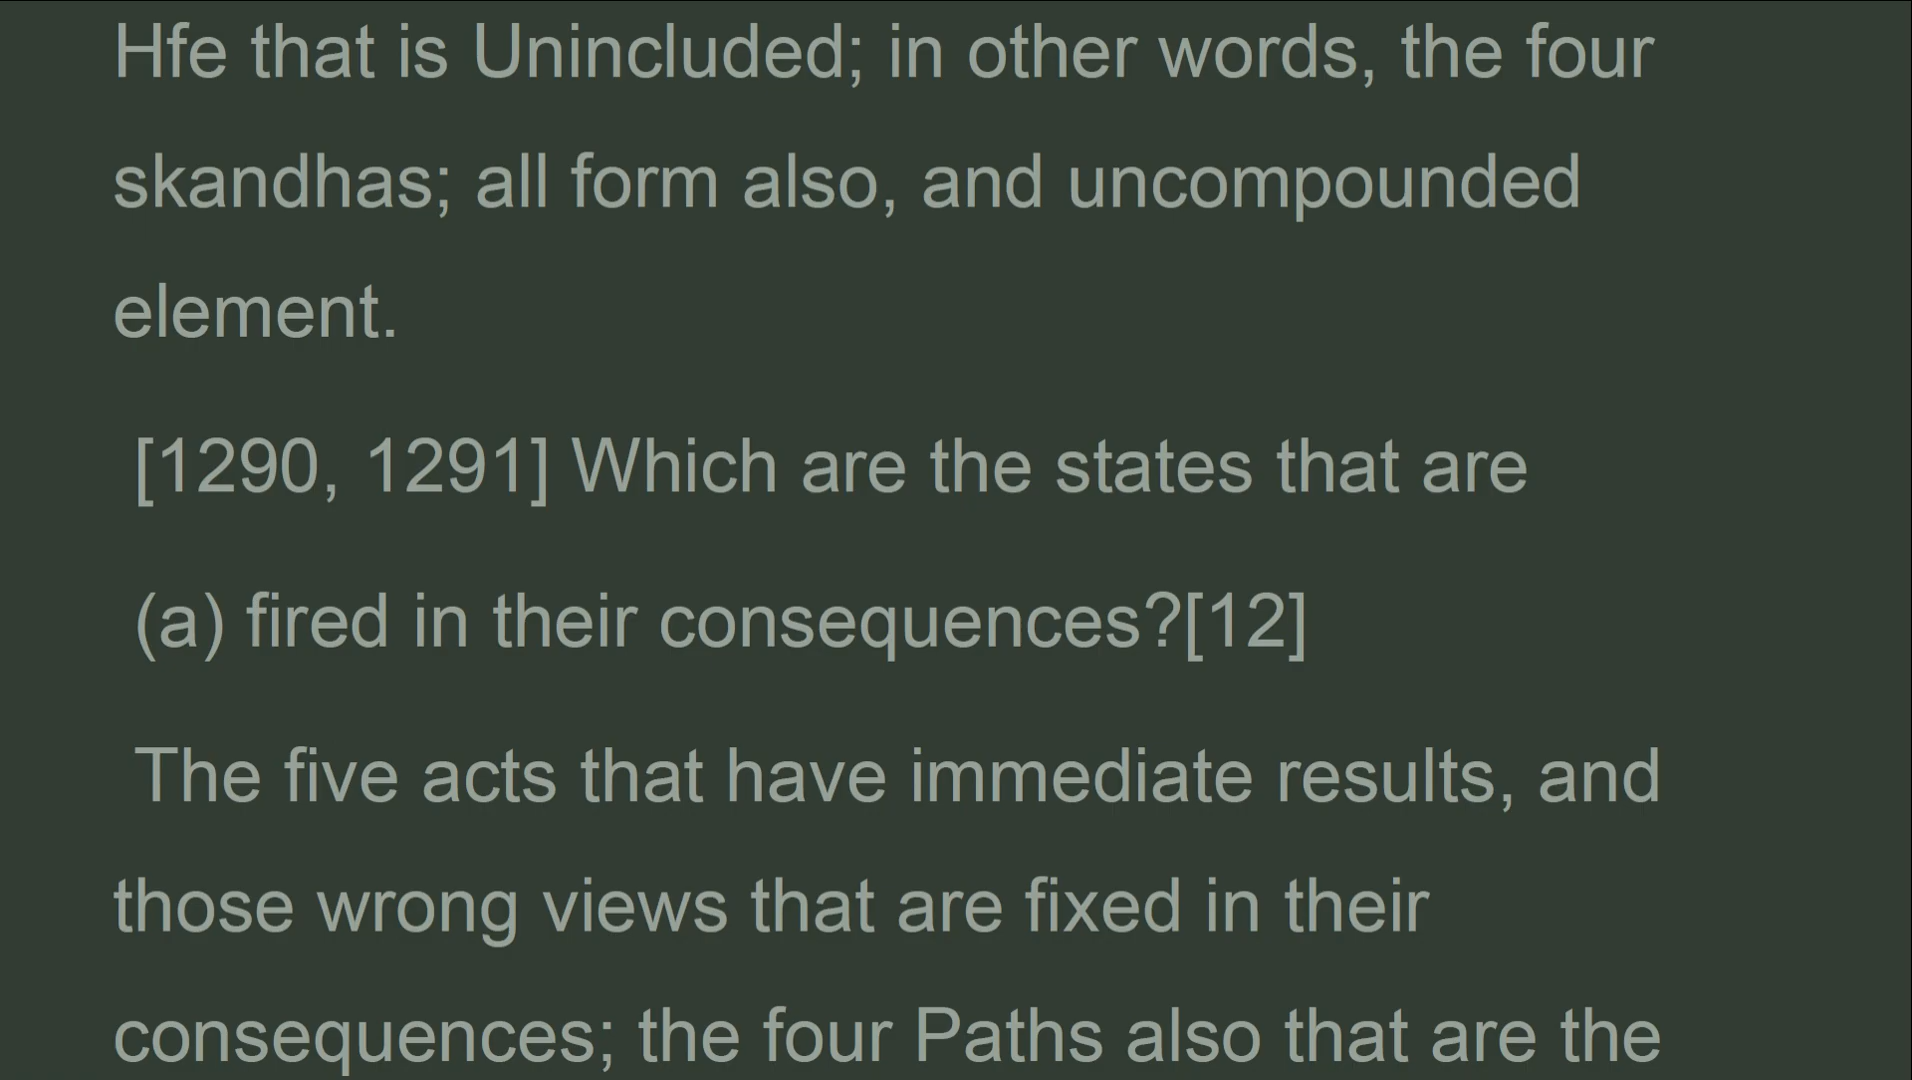 Hfe that is Unincluded; in other words, the four
skandhas; all form also, and uncompounded
element.
[1290, 1291] Which are the states that are
(a) fired in their consequences?[12]
The five acts that have immediate results, and
those wrong views that are fixed in their
consequences; the four Paths also that are the